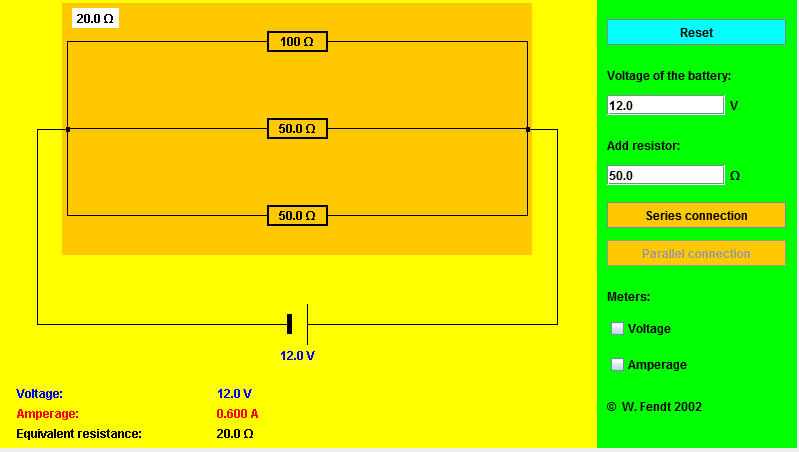 20.0 Ω
100 Ω
50.0 Ω
50.0 Ω
12.0 V
Voltage: 12.0 V
Amperage: 0.600 A
Equivalent resistance: 20.0 Ω
Reset
Voltage of the battery:
12.0 V
Add resistor:
50.0 Ω
Series connection
Parallel connection
Meters:
Voltage
Amperage
© W. Fendt 2002